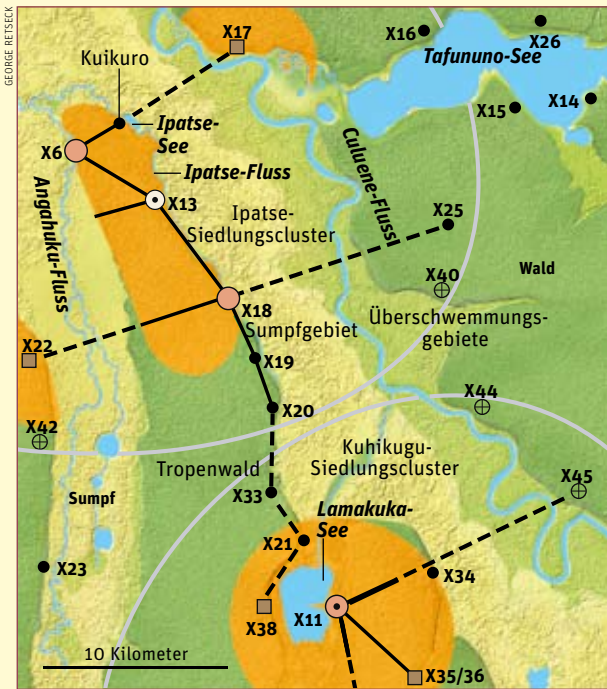 GEORGE RETSECK
X17
X16
X26
Tafununo-See
Kuikuro
X14
X15
Ipatse-
See
X6
Ipatse-Fluss
Culuene-Fluss
X13
Angahuka-Fluss
Ipatse-
Siedlungscluster
X25
X40
Wald
X18
Sumpfgebiet
Überschwemmungs-
gebiete
X22
X19
X44
X20
X42
Kuhikugu-
Siedlungscluster
X45
Tropenwald
Sumpf
X33
Lamakuka-
See
X21
X23
X34
X38
X11
10 Kilometer
X35/36